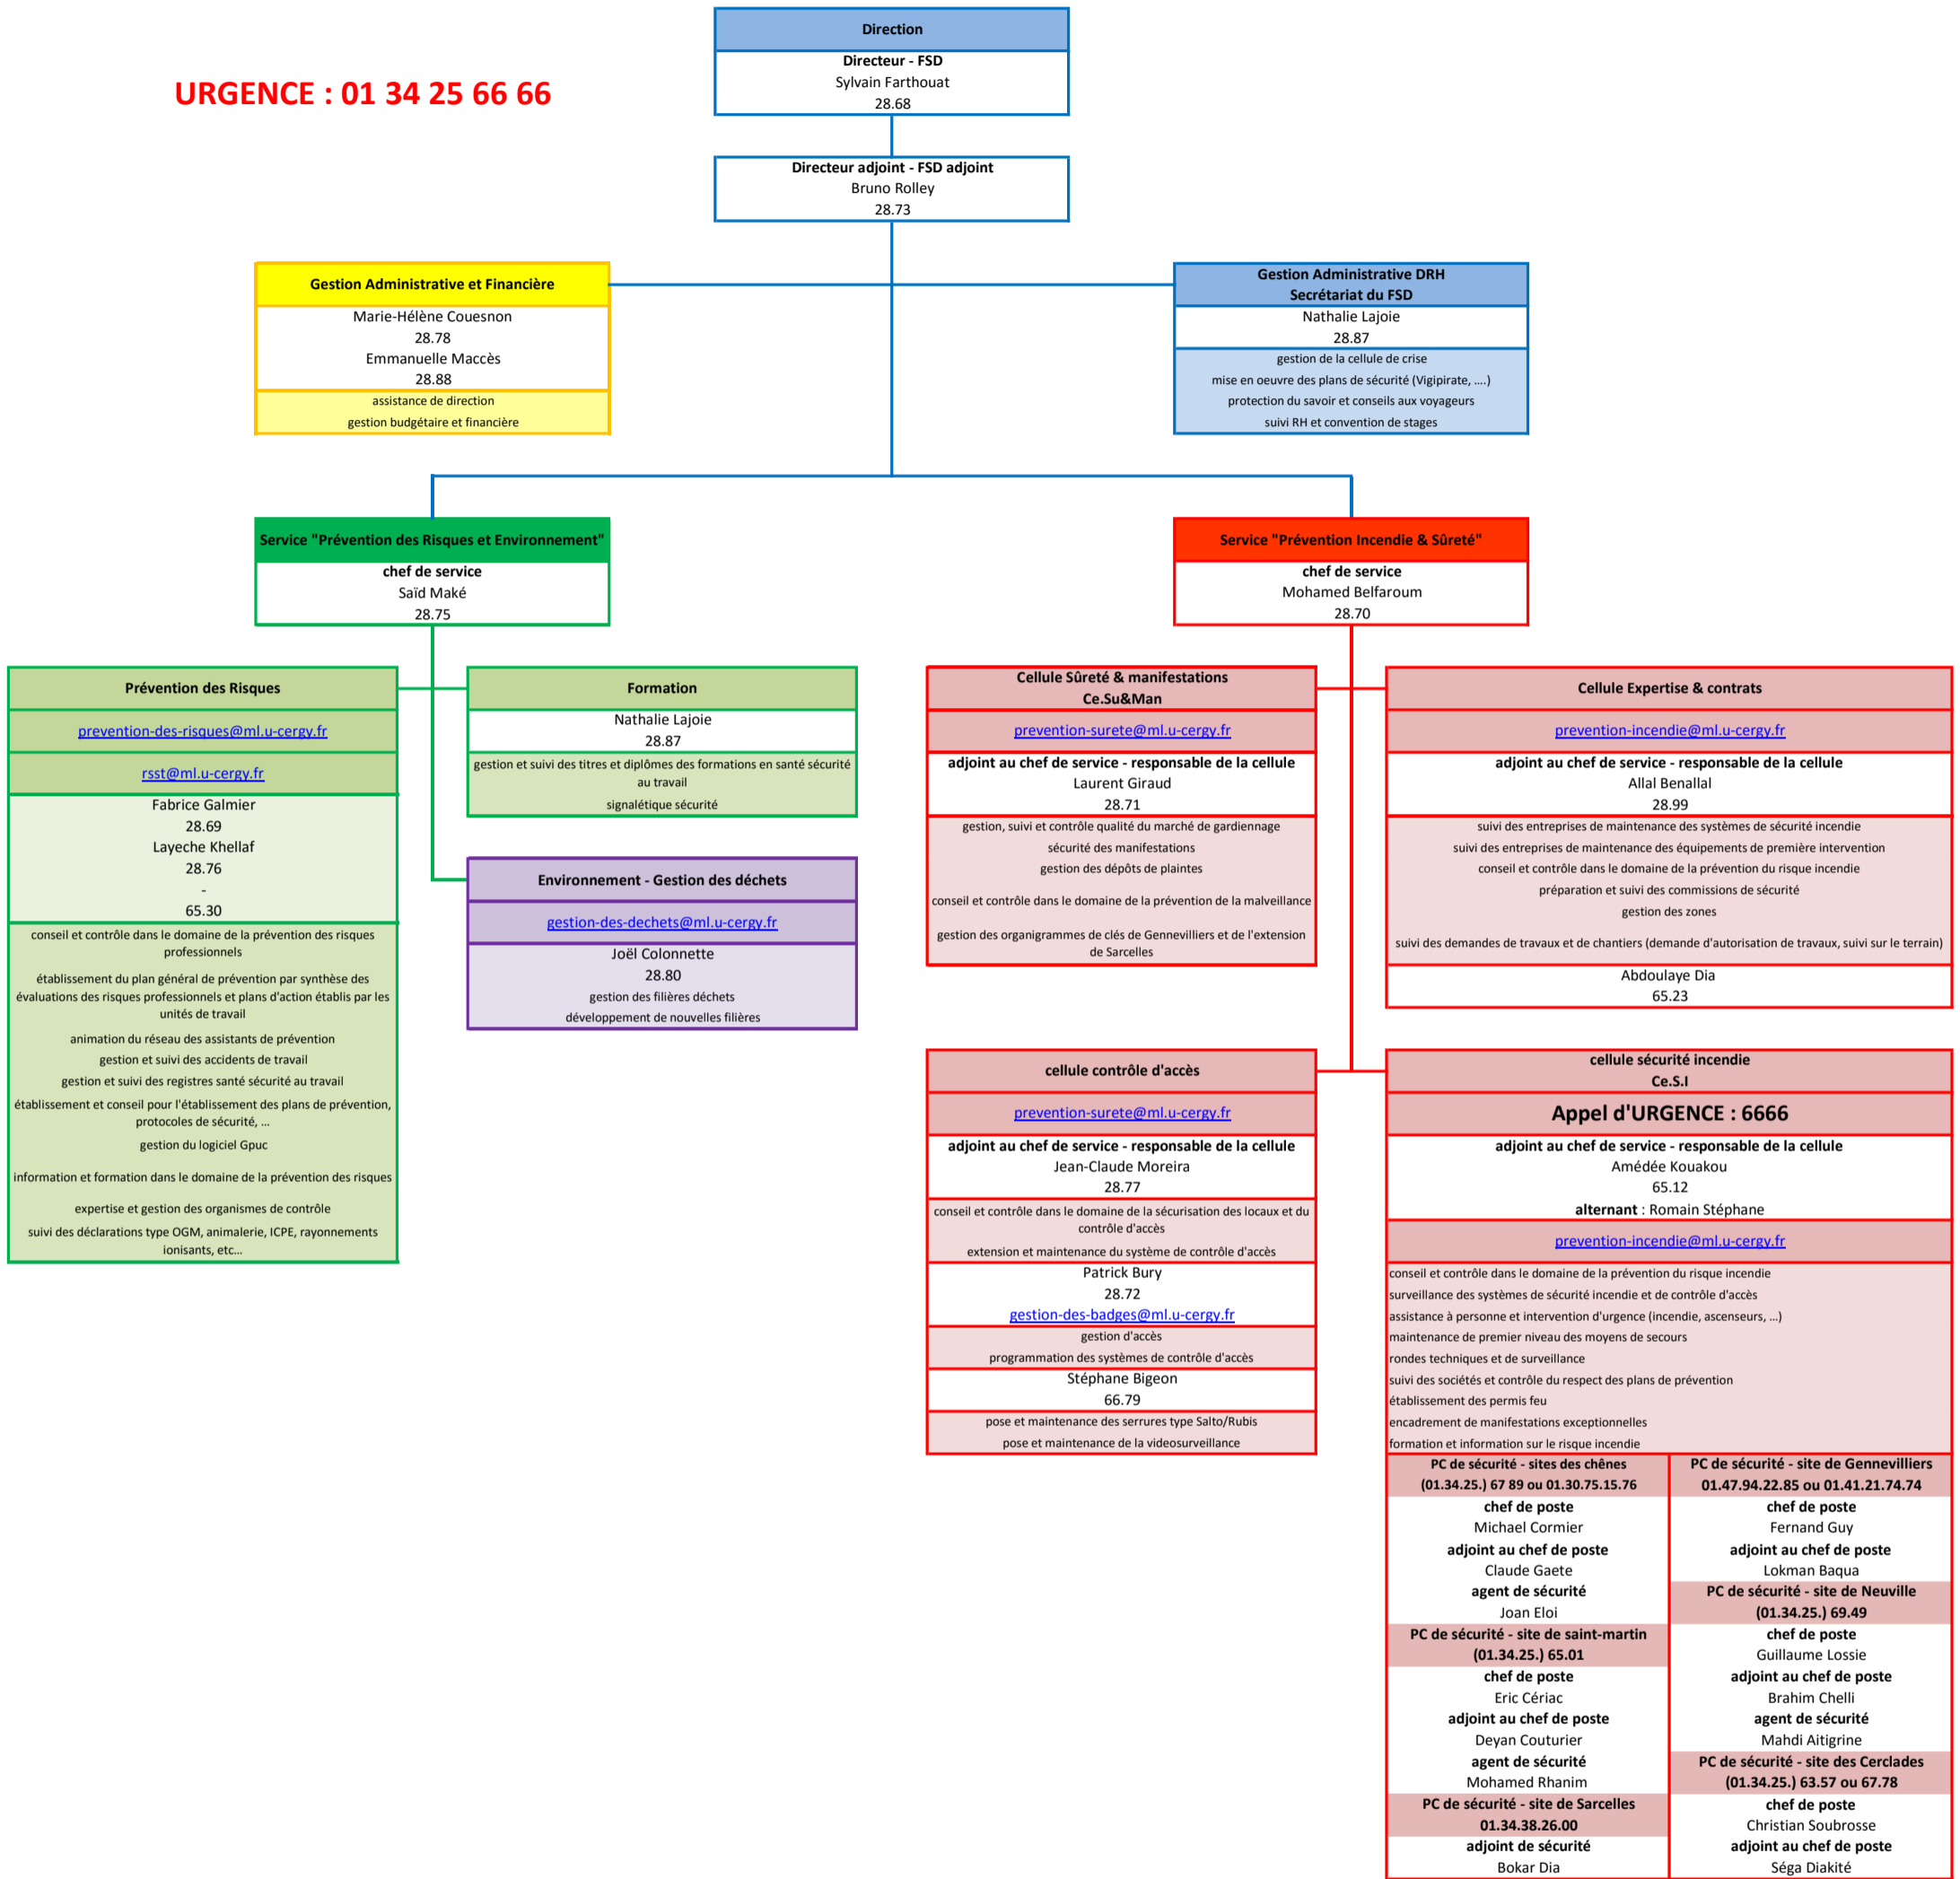 URGENCE : 01 34 25 66 66
Direction
Directeur - FSD
Sylvain Farthouat
28.68
Directeur adjoint - FSD adjoint
Bruno Rolley
28.73
Gestion Administrative et Financière
Marie-Hélène Couesnon
28.78
Emmanuelle Maccès
28.88
assistance de direction
gestion budgétaire et financière
Gestion Administrative DRH
Secrétariat du FSD
Nathalie Lajoie
28.87
gestion de la cellule de crise
mise en oeuvre des plans de sécurité (Vigipirate, ....)
protection du savoir et conseils aux voyageurs
suivi RH et convention de stages
Service "Prévention des Risques et Environnement"
chef de service
Saïd Maké
28.75
Service "Prévention Incendie & Sûreté"
chef de service
Mohamed Belfaroum
28.70
Prévention des Risques
prevention-des-risques@ml.u-cergy.fr
rsst@ml.u-cergy.fr
Fabrice Galmier
28.69
Layeche Khellaf
28.76
-
65.30
conseil et contrôle dans le domaine de la prévention des risques
professionnels
établissement du plan général de prévention par synthèse des
évaluations des risques professionnels et plans d'action établis par les
unités de travail
animation du réseau des assistants de prévention
gestion et suivi des accidents de travail
gestion et suivi des registres santé sécurité au travail
établissement et conseil pour l'établissement des plans de prévention,
protocoles de sécurité, ...
gestion du logiciel Gpuc
information et formation dans le domaine de la prévention des risques
expertise et gestion des organismes de contrôle
suivi des déclarations type OGM, animalerie, ICPE, rayonnements
ionisants, etc...
Formation
Nathalie Lajoie
28.87
gestion et suivi des titres et diplômes des formations en santé sécurité
au travail
signalétique sécurité
Environnement - Gestion des déchets
gestion-des-dechets@ml.u-cergy.fr
Joël Colonnette
28.80
gestion des filières déchets
développement de nouvelles filières
Cellule Sûreté & manifestations
Ce.Su&Man
prevention-surete@ml.u-cergy.fr
adjoint au chef de service - responsable de la cellule
Laurent Giraud
28.71
gestion, suivi et contrôle qualité du marché de gardiennage
sécurité des manifestations
gestion des dépôts de plaintes
conseil et contrôle dans le domaine de la prévention de la malveillance
gestion des organigrammes de clés de Gennevilliers et de l'extension
de Sarcelles
Cellule Expertise & contrats
prevention-incendie@ml.u-cergy.fr
adjoint au chef de service - responsable de la cellule
Allal Benallal
28.99
suivi des entreprises de maintenance des systèmes de sécurité incendie
suivi des entreprises de maintenance des équipements de première intervention
conseil et contrôle dans le domaine de la prévention du risque incendie
préparation et suivi des commissions de sécurité
gestion des zones
suivi des demandes de travaux et de chantiers (demande d'autorisation de travaux, suivi sur le terrain)
Abdoulaye Dia
65.23
cellule contrôle d'accès
prevention-surete@ml.u-cergy.fr
adjoint au chef de service - responsable de la cellule
Jean-Claude Moreira
28.77
conseil et contrôle dans le domaine de la sécurisation des locaux et du
contrôle d'accès
extension et maintenance du système de contrôle d'accès
Patrick Bury
28.72
gestion-des-badges@ml.u-cergy.fr
gestion d'accès
programmation des systèmes de contrôle d'accès
Stéphane Bigeon
66.79
pose et maintenance des serrures type Salto/Rubis
pose et maintenance de la videosurveillance
cellule sécurité incendie
Ce.S.I
Appel d'URGENCE : 6666
adjoint au chef de service - responsable de la cellule
Amédée Kouakou
65.12
alternant : Romain Stéphane
prevention-incendie@ml.u-cergy.fr
conseil et contrôle dans le domaine de la prévention du risque incendie
surveillance des systèmes de sécurité incendie et de contrôle d'accès
assistance à personne et intervention d'urgence (incendie, ascenseurs, ...)
maintenance de premier niveau des moyens de secours
rondes techniques et de surveillance
suivi des sociétés et contrôle du respect des plans de prévention
établissement des permis feu
encadrement de manifestations exceptionnelles
formation et information sur le risque incendie
PC de sécurité - sites des chênes
(01.34.25.) 67 89 ou 01.30.75.15.76
chef de poste
Michael Cormier
adjoint au chef de poste
Claude Gaete
agent de sécurité
Joan Eloi
PC de sécurité - site de saint-martin
(01.34.25.) 65.01
chef de poste
Eric Cériac
adjoint au chef de poste
Deyan Couturier
agent de sécurité
Mohamed Rhanim
PC de sécurité - site de Sarcelles
01.34.38.26.00
adjoint de sécurité
Bokar Dia
PC de sécurité - site de Gennevilliers
01.47.94.22.85 ou 01.41.21.74.74
chef de poste
Fernand Guy
adjoint au chef de poste
Lokman Baqua
PC de sécurité - site de Neuville
(01.34.25.) 69.49
chef de poste
Guillaume Lossie
adjoint au chef de poste
Brahim Chelli
agent de sécurité
Mahdi Aitigrine
PC de sécurité - site des Cerclades
(01.34.25.) 63.57 ou 67.78
chef de poste
Christian Soubrosse
adjoint au chef de poste
Séga Diakité